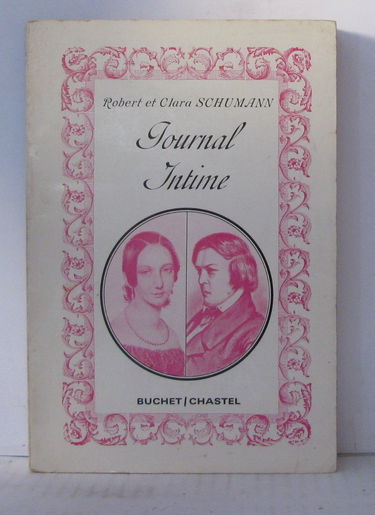 Robert et Clara SCHUMANN
Journal
Intime
BUCHET/CHASTEL